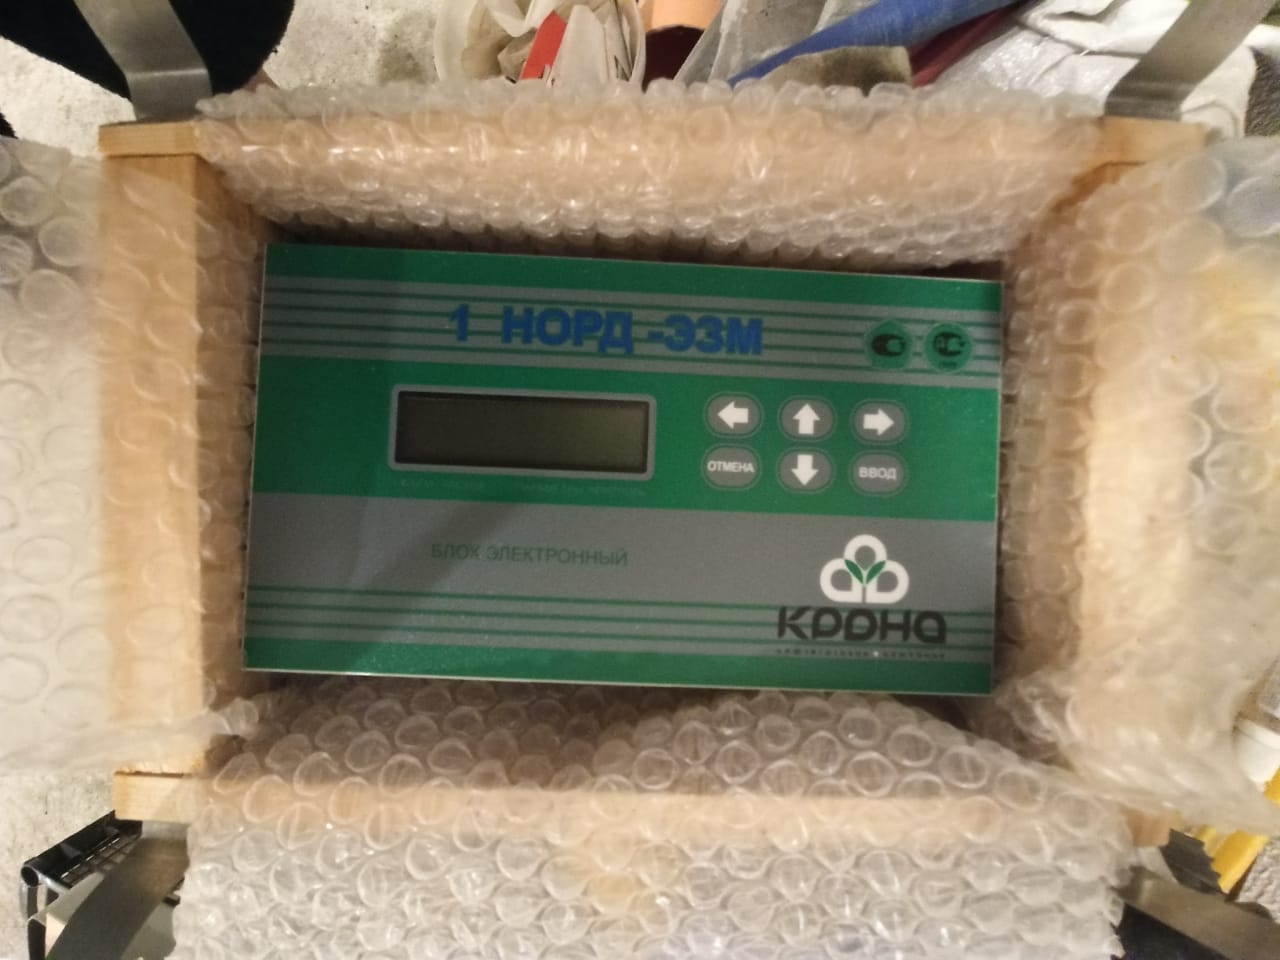 1 НОРД -ЭЗМ
ОТМЕНА
ВВОД
БЛОК ЭЛЕКТРОННЫЙ
КРОНА